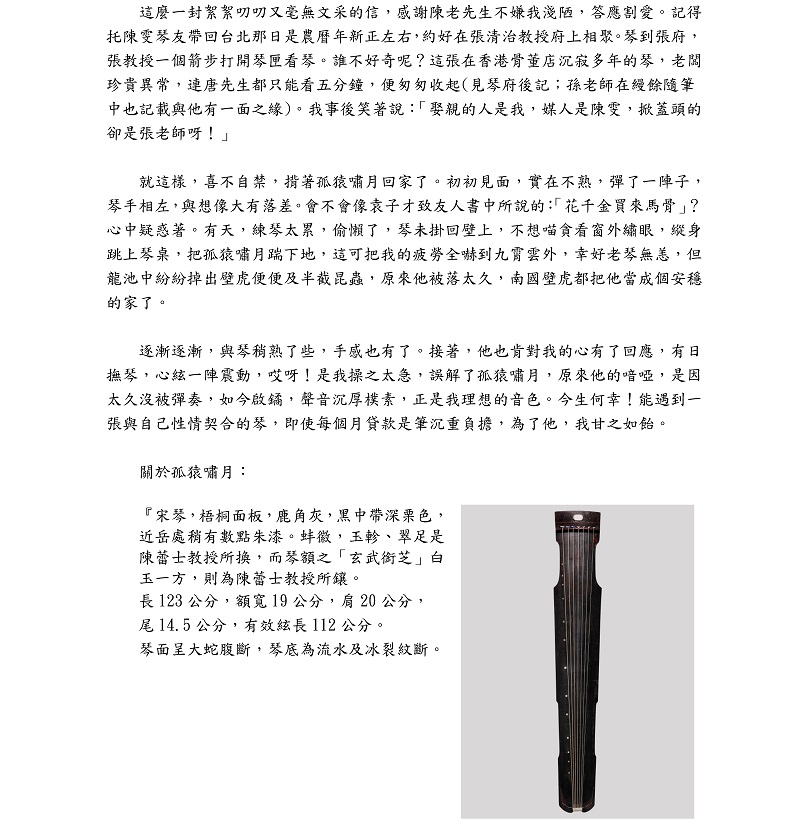 這麼一封絮絮叨叨又毫無文采的信，感謝陳老先生不嫌我淺陋，答應割愛。記得
托陳雯琴友帶回台北那日是農曆年新正左右，約好在張清治教授府上相聚。琴到張府，
張教授一個箭步打開琴匣看琴。誰不好奇呢？這張在香港骨董店沉寂多年的琴，老闆
珍貴異常，連唐先生都只能看五分鐘，便匆匆收起(見琴府後記；孫老師在縵餘隨筆
中也記載與他有一面之緣)。我事後笑著說：「娶親的人是我，媒人是陳雯，掀蓋頭的
卻是張老師呀！」
就這樣，喜不自禁，揹著孤猿嘯月回家了。初初見面，實在不熟，彈了一陣子，
琴手相左，與想像大有落差。會不會像袁子才致友人書中所說的：「花千金買來馬骨」？
心中疑惑著。有天，練琴太累，偷懶了，琴未掛回壁上，不想喵貪看窗外繡眼，縱身
跳上琴桌，把孤猿嘯月踹下地，這可把我的疲勞全嚇到九霄雲外，幸好老琴無恙，但
龍池中紛紛掉出壁虎便便及半截昆蟲，原來他被落太久，南國壁虎都把他當成個安穩
的家了。
逐漸逐漸，與琴稍熟了些，手感也有了。接著，他也肯對我的心有了回應，有日
撫琴，心絃一陣震動，哎呀！是我操之太急，誤解了孤猿嘯月，原來他的喑啞，是因
太久沒被彈奏，如今啟鐍，聲音沉厚樸素，正是我理想的音色。今生何幸！能遇到一
張與自己性情契合的琴，即使每個月貸款是筆沉重負擔，為了他，我甘之如飴。
關於孤猿嘯月：
『宋琴，梧桐面板，鹿角灰，黑中帶深栗色，
近岳處稍有數點朱漆。蚌徽，玉軫、翠足是
陳蕾士教授所換，而琴額之「玄武銜芝」白
玉一方，則為陳蕾士教授所鑲。
長 123 公分，額寬 19 公分，肩 20 公分，
尾 14.5 公分，有效絃長 112 公分。
琴面呈大蛇腹斷，琴底為流水及冰裂紋斷。